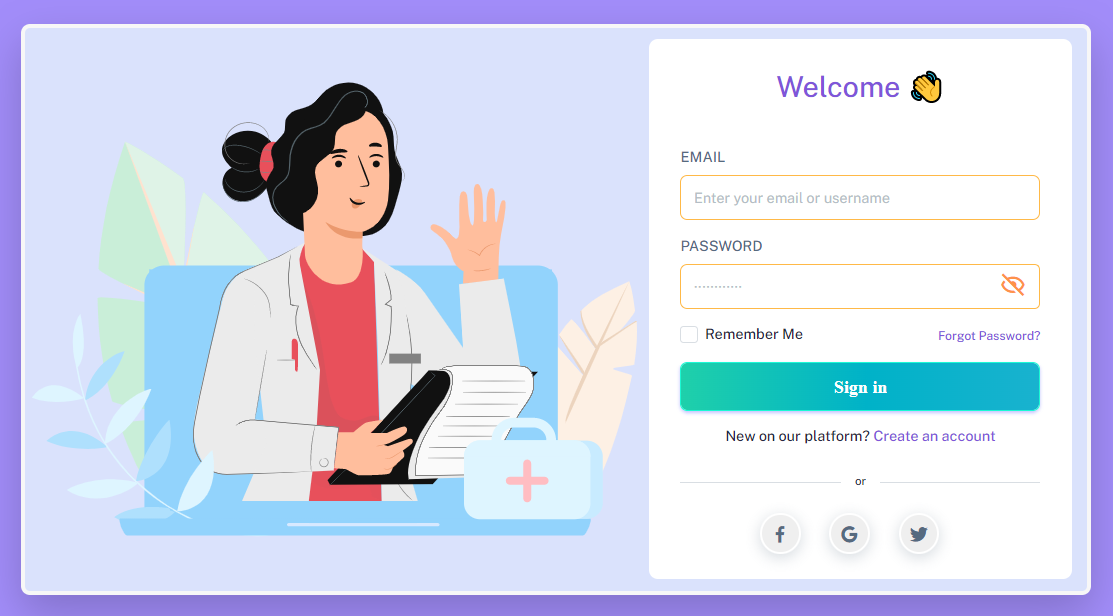 Welcome 👋
EMAIL
Enter your email or username
PASSWORD
············
Remember Me
Forgot Password?
Sign in
New on our platform? Create an account
or